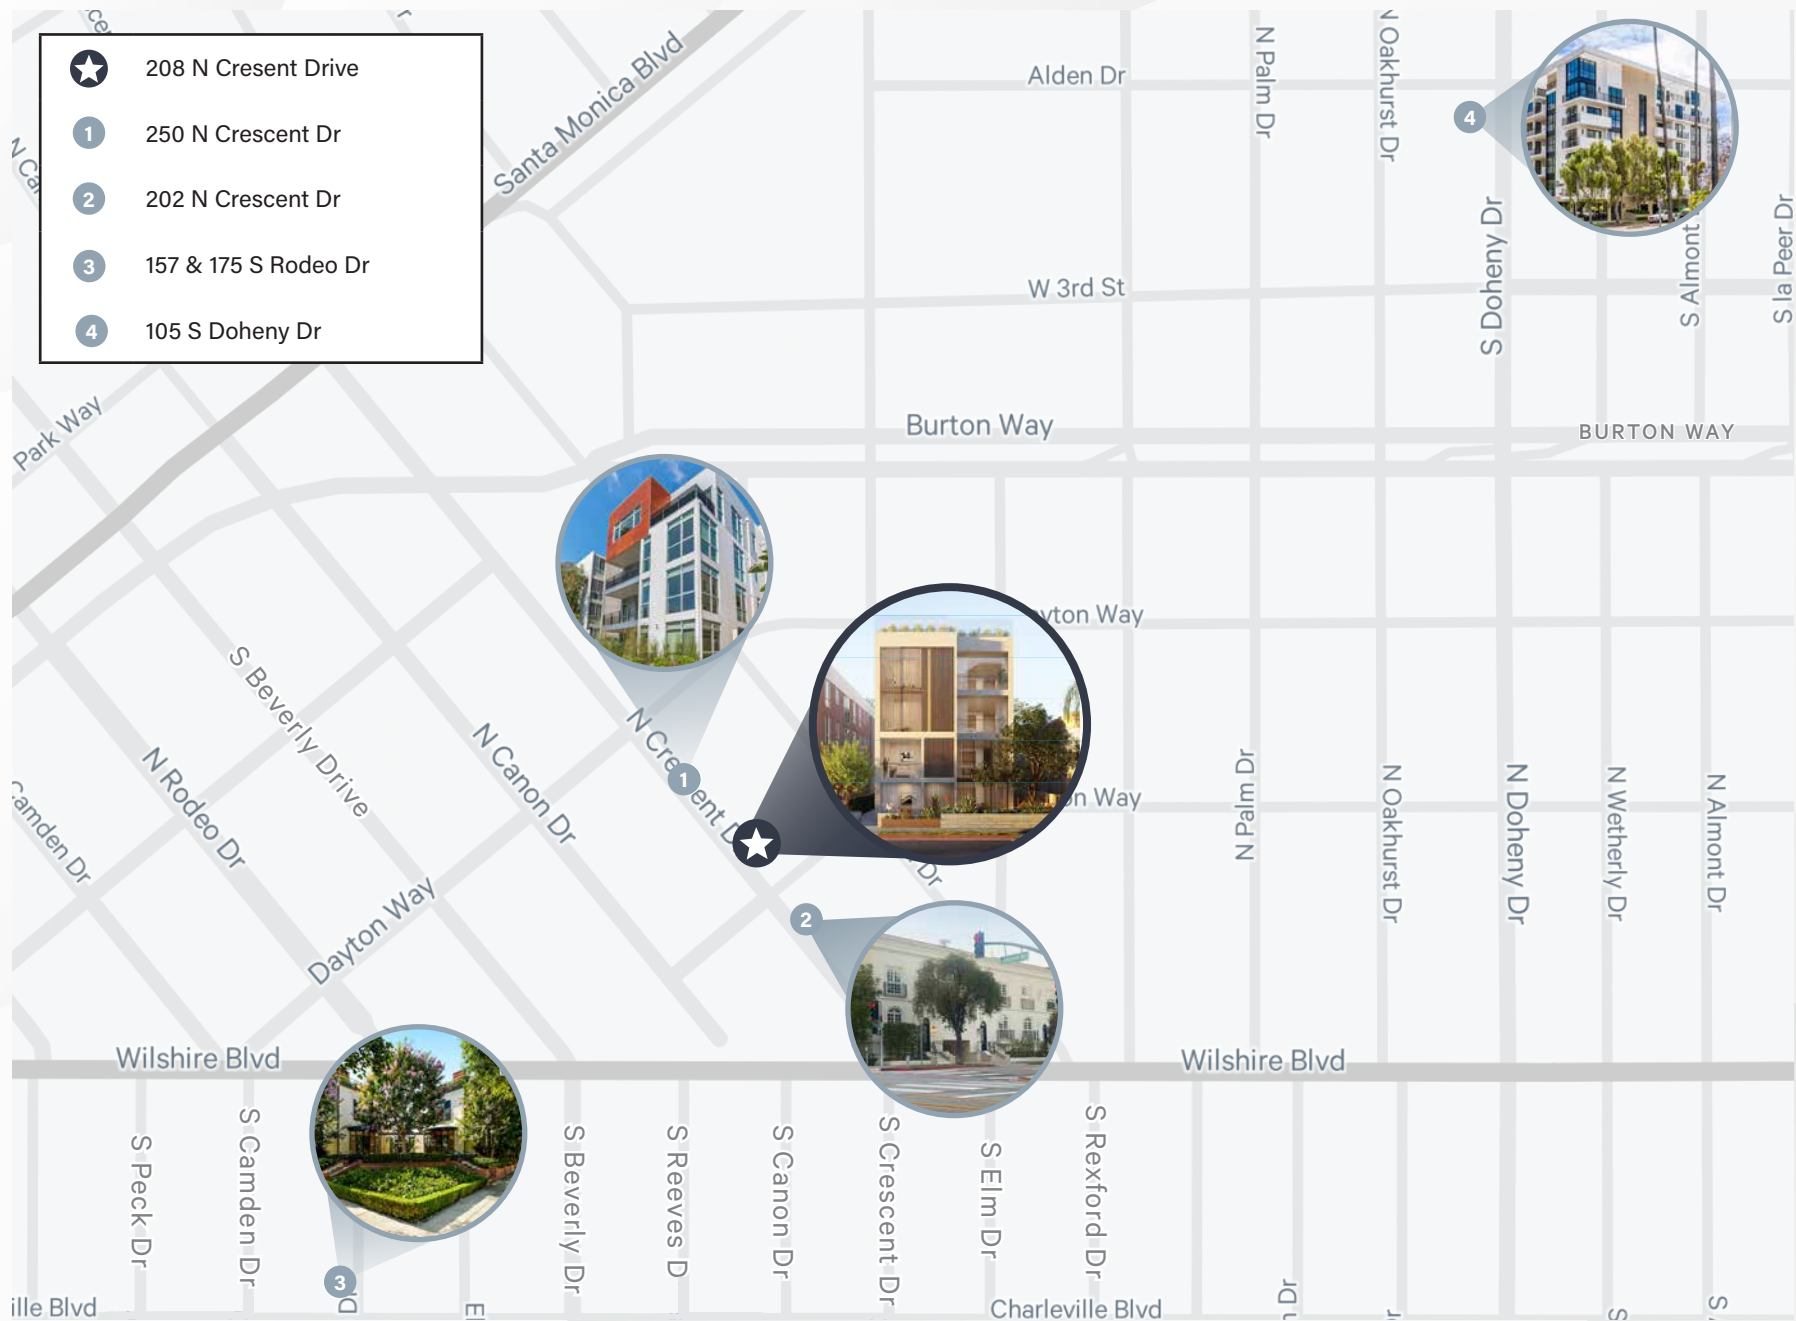 208 N Cresent Drive
1
250 N Crescent Dr
2
202 N Crescent Dr
3
157 & 175 S Rodeo Dr
4
105 S Doheny Dr
Santa Monica Blvd
Alden Dr
N Palm Dr
N Oakhurst Dr
4
S Doheny Dr
S Almont
S la Peer Dr
W 3rd St
Park Way
Burton Way
BURTON WAY
yton Way
S Beverly Drive
N Rodeo Dr
N Canon Dr
N Cre
1
ent D
on Way
N Palm Dr
N Oakhurst Dr
N Doheny Dr
N Wetherly Dr
N Almont Dr
Camden Dr
Dayton Way
Dr
2
Wilshire Blvd
Wilshire Blvd
S Peck Dr
S Camden Dr
S Beverly Dr
S Reeves D
S Canon Dr
S Crescent Dr
S Elm Dr
S Rexford Dr
3
ille Blvd
El
Charleville Blvd